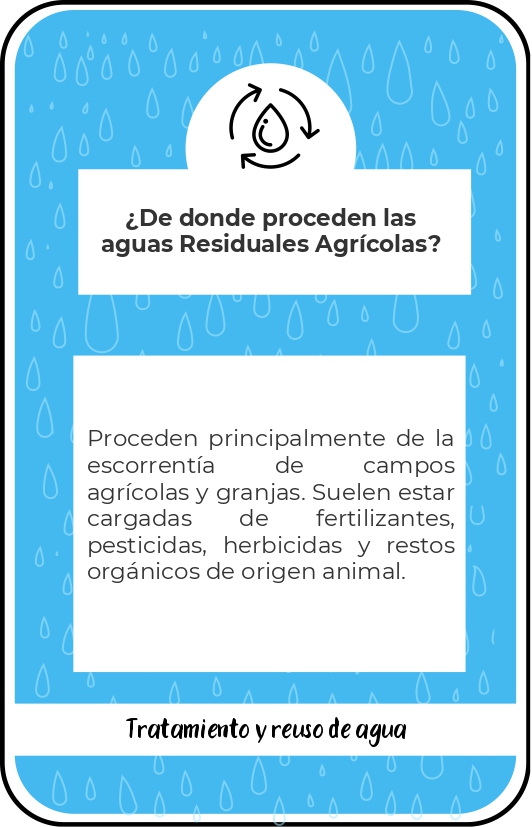 ¿De donde proceden las
aguas Residuales Agrícolas?
Proceden principalmente de la
escorrentía de campos
agrícolas y granjas. Suelen estar
cargadas de fertilizantes,
pesticidas, herbicidas y restos
orgánicos de origen animal.
Tratamiento y reuso de agua